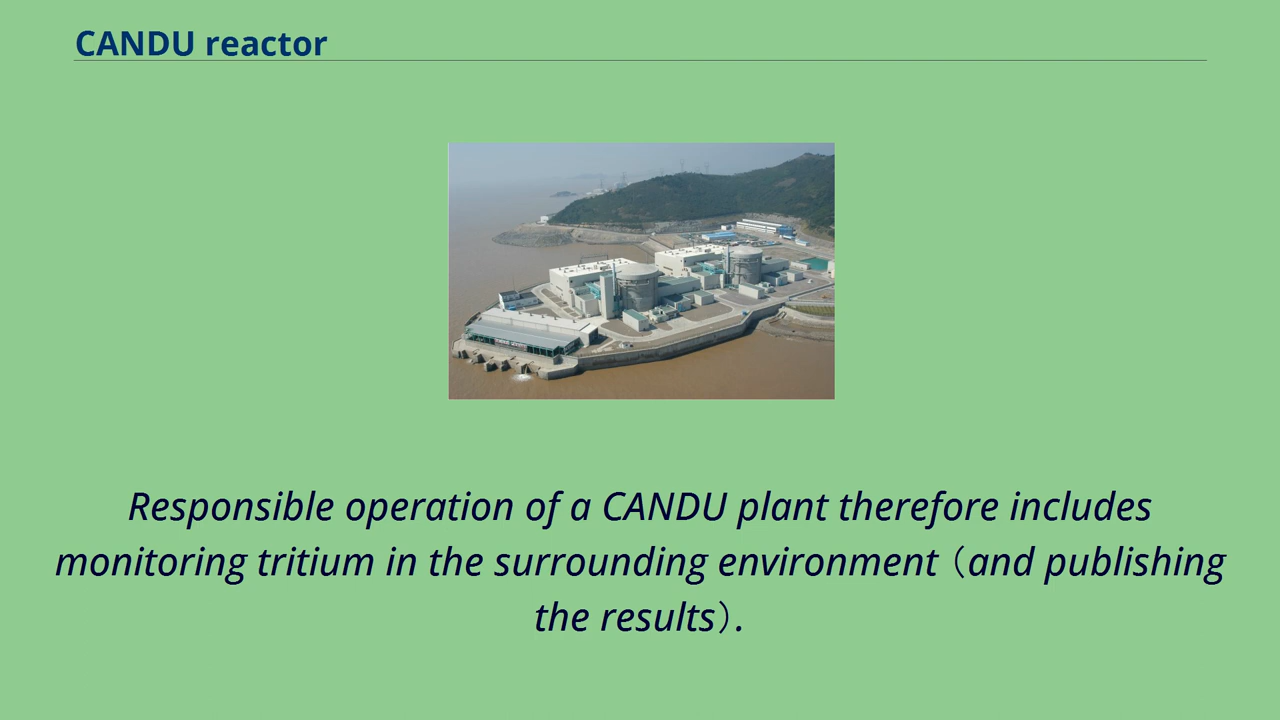 CANDU reactor
Responsible operation of a CANDU plant therefore includes
monitoring tritium in the surrounding environment（and publishing
the results）.